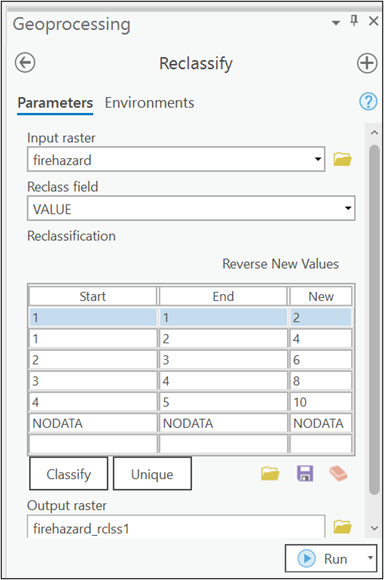 Geoprocessing
Reclassify
Parameters Environments
Input raster
firehazard
Reclass field
VALUE
Reclassification
Reverse New Values
Start End New
1 1 2
1 2 4
2 3 6
3 4 8
4 5 10
NODATA NODATA NODATA
Classify Unique
Output raster
firehazard_rclss1
Run